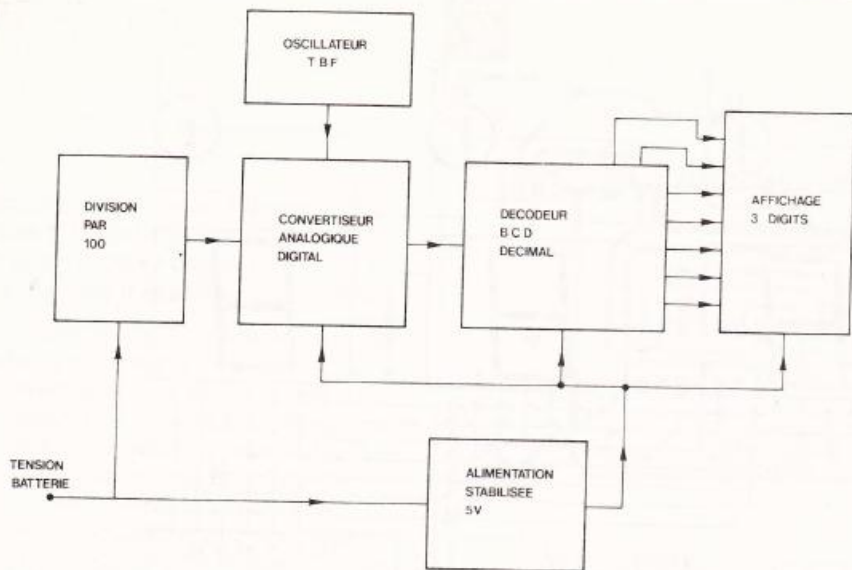 OSCILLATEUR
T B F
DIVISION
PAR
100
CONVERTISEUR
ANALOGIQUE
DIGITAL
DECODEUR
B C D
DECIMAL
AFFICHAGE
3 DIGITS
TENSION
BATTERIE
ALIMENTATION
STABILISEE
5V